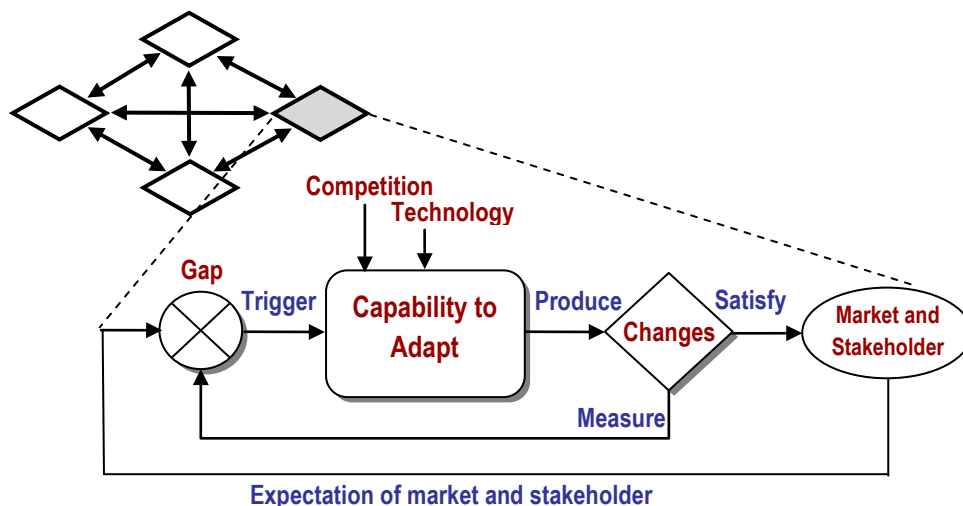 Competition
Technology
Gap
Trigger
Capability to
Adapt
Produce
Changes
Satisfy
Market and
Stakeholder
Measure
Expectation of market and stakeholder